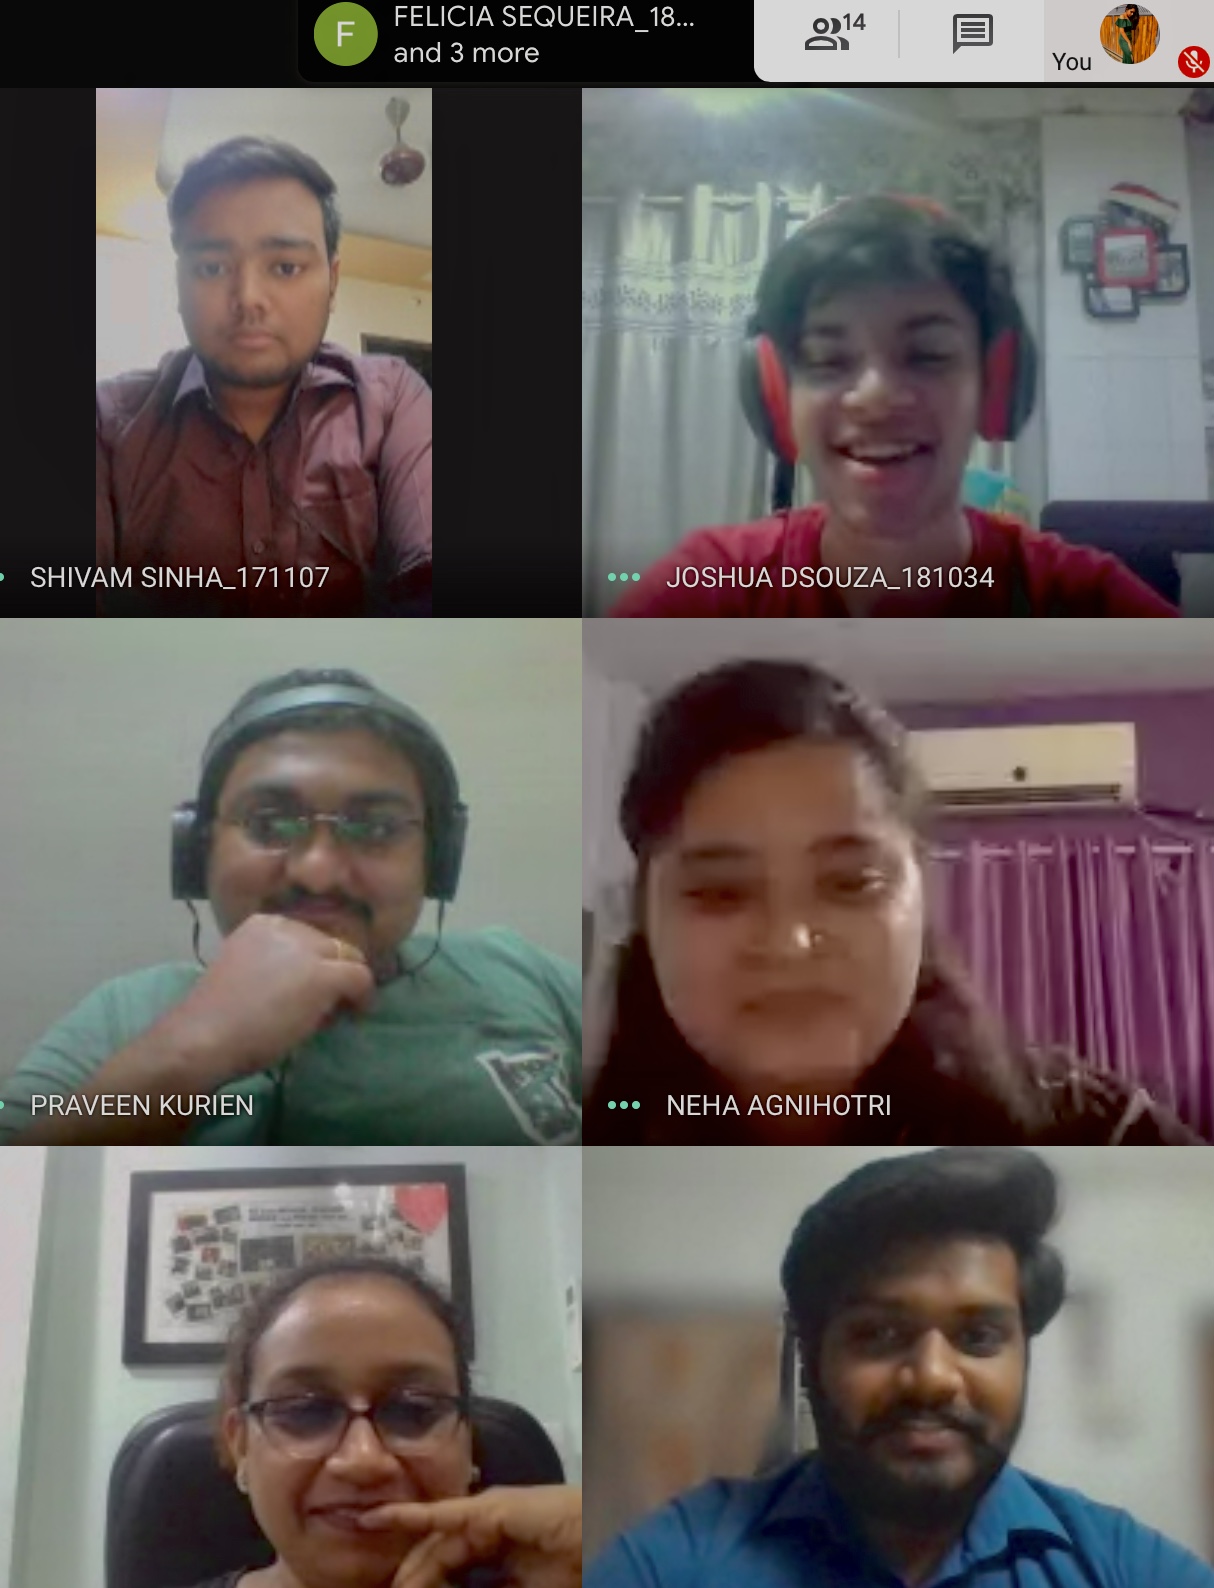 F
FELICIA SEQUEIRA_18...
and 3 more
14
You
SHIVAM SINHA_171107
JOSHUA DSOUZA_181034
PRAVEEN KURIEN
NEHA AGNIHOTRI